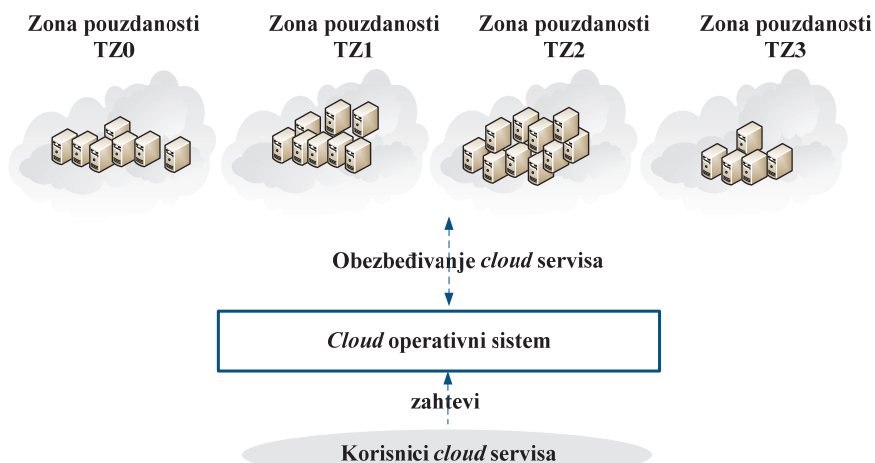 Zona pouzdanosti
TZ0
Zona pouzdanosti
TZ1
Zona pouzdanosti
TZ2
Zona pouzdanosti
TZ3
Obezbeđivanje cloud servisa
Cloud operativni sistem
zahtevi
Korisnici cloud servisa